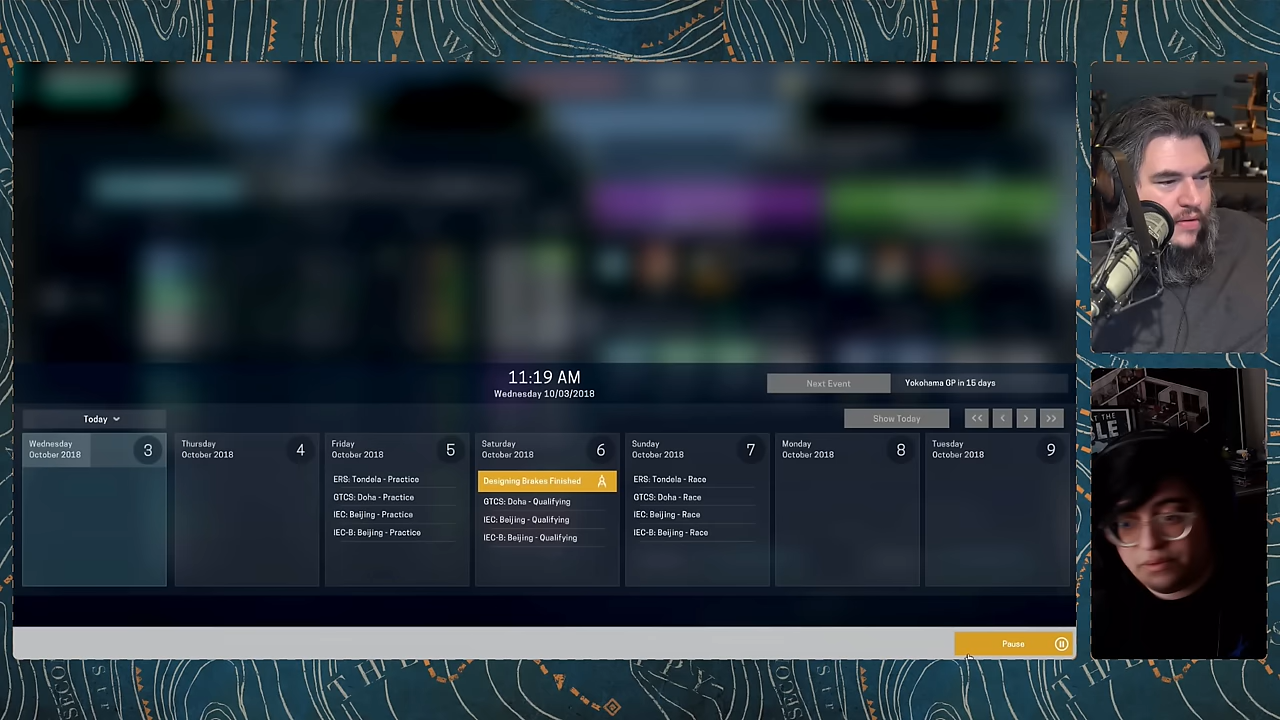 11:19 AM
Wednesday 10/03/2018
Next Event
Yokohama GP in 15 days
Today
Show Today
Wednesday
October 2018
3
Thursday
October 2018
4
Friday
October 2018
5
ERS: Tondela - Practice
GTCS: Doha - Practice
IEC: Beijing - Practice
IEC-B: Beijing - Practice
Saturday
October 2018
6
Designing Brakes Finished
GTCS: Doha - Qualifying
IEC: Beijing - Qualifying
IEC-B: Beijing - Qualifying
Sunday
October 2018
7
ERS: Tondela - Race
GTCS: Doha - Race
IEC: Beijing - Race
IEC-B: Beijing - Race
Monday
October 2018
8
Tuesday
October 2018
9
Pause